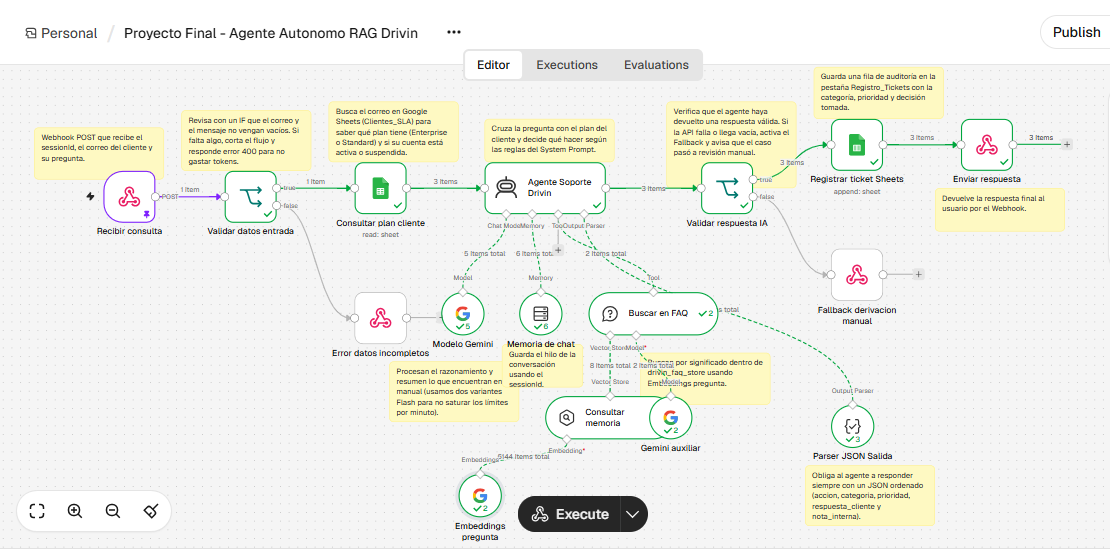 Personal / Proyecto Final - Agente Autonomo RAG Drivin ...
Publish
Editor Executions Evaluations
Webhook POST que recibe el
sessionId, el correo del cliente y
su pregunta.
Revisa con un IF que el correo y
el mensaje no vengan vacíos. Si
falta algo, corta el flujo y
responde error 400 para no
gastar tokens.
Busca el correo en Google
Sheets (Clientes_SLA) para
saber qué plan tiene (Enterprise
o Standard) y si su cuenta está
activa o suspendida.
Cruza la pregunta con el plan del
cliente y decide qué hacer según
las reglas del System Prompt.
Verifica que el agente haya
devuelto una respuesta válida. Si
la API falla o llega vacía, activa el
Fallback y avisa que el caso
pasó a revisión manual.
Guarda una fila de auditoría en la
pestaña Registro_Tickets con la
categoría, prioridad y decisión
tomada.
POST
1 Item
true
false
1 Item
3 Items
Agente Soporte
Drivin
3 Items
true
false
3 Items
3 Items
3 Items
Recibir consulta
Validar datos entrada
Consultar plan cliente
read: sheet
Validar respuesta IA
Registrar ticket Sheets
append: sheet
Enviar respuesta
Devuelve la respuesta final al
usuario por el Webhook.
Chat Model
Memory
Output Parser
5 Items total
2 Items total
Model
Memory
Tool
Fallback derivacion
manual
Error datos incompletos
5
Modelo Gemini
6
Memoria de chat
Buscar en FAQ
2
Procesan el razonamiento y
resumen lo que encuentran en
manual (usamos dos variantes
Flash para no saturar los límites
por minuto).
Guarda el hilo de la
conversación
usando el
sessionId.
por significado dentro de
drivin_faq_store usando
Embeddings pregunta.
Vector Store
Model*
8 Items total
2 Items total
Vector Store
Model
Consultar
memoria
2
Gemini auxiliar
Embedding*
Embeddings
5144 Items total
2
Embeddings
pregunta
Output Parser
3
Parser JSON Salida
Obliga al agente a responder
siempre con un JSON ordenado
(accion, categoria, prioridad,
respuesta_cliente y
nota_interna).
Execute